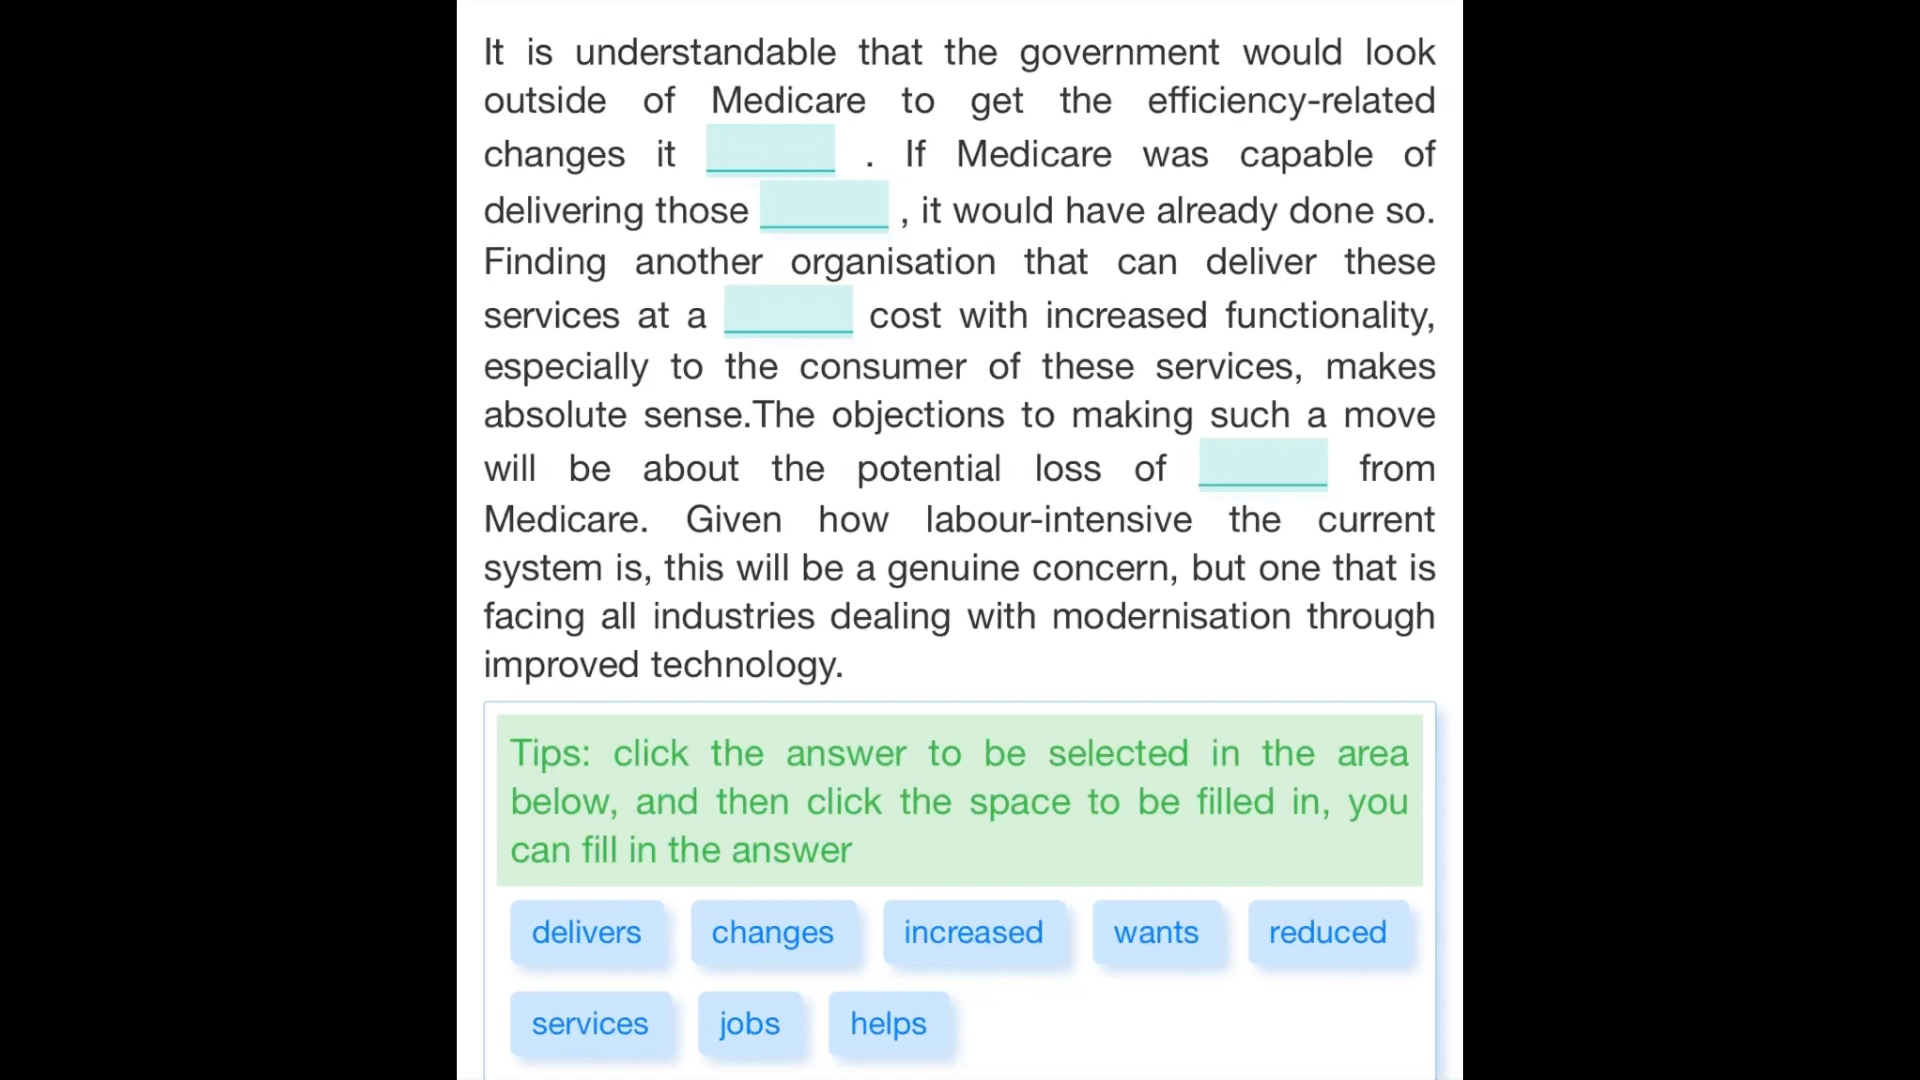 It is understandable that the government would look
outside of Medicare to get the efficiency-related
changes it . If Medicare was capable of
delivering those , it would have already done so.
Finding another organisation that can deliver these
services at a cost with increased functionality,
especially to the consumer of these services, makes
absolute sense.The objections to making such a move
will be about the potential loss of from
Medicare. Given how labour-intensive the current
system is, this will be a genuine concern, but one that is
facing all industries dealing with modernisation through
improved technology.
Tips: click the answer to be selected in the area
below, and then click the space to be filled in, you
can fill in the answer
delivers changes increased wants reduced
services jobs helps